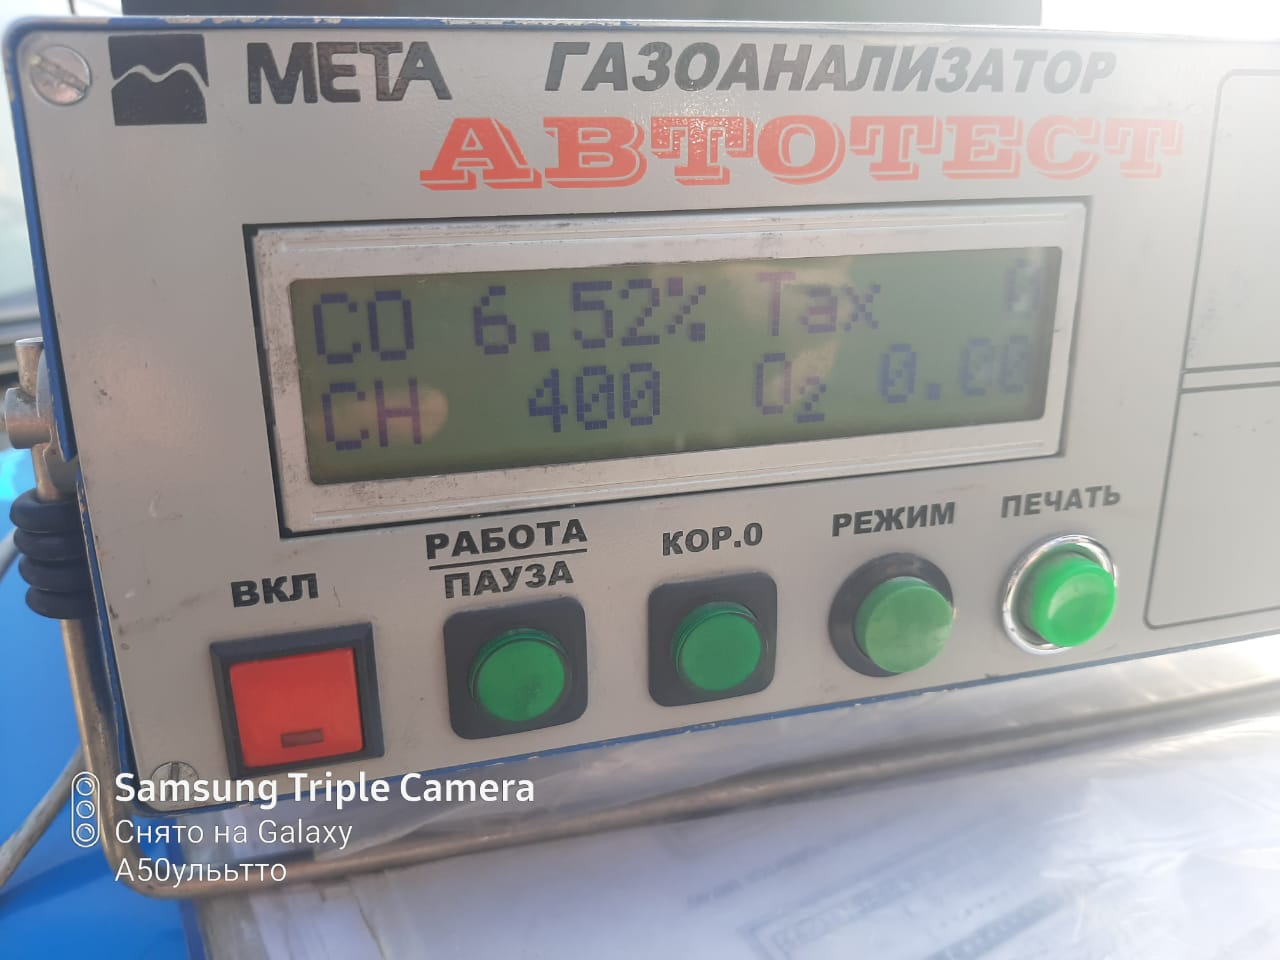 МЕТА ГАЗОАНАЛИЗАТОР
АВТОТЕСТ
CO 6.52% Tax 0
CH 400 O₂ 0.00
ВКЛ
РАБОТА
ПАУЗА
КОР.0
РЕЖИМ
ПЕЧАТЬ
Samsung Triple Camera
Снято на Galaxy
A50улььтто